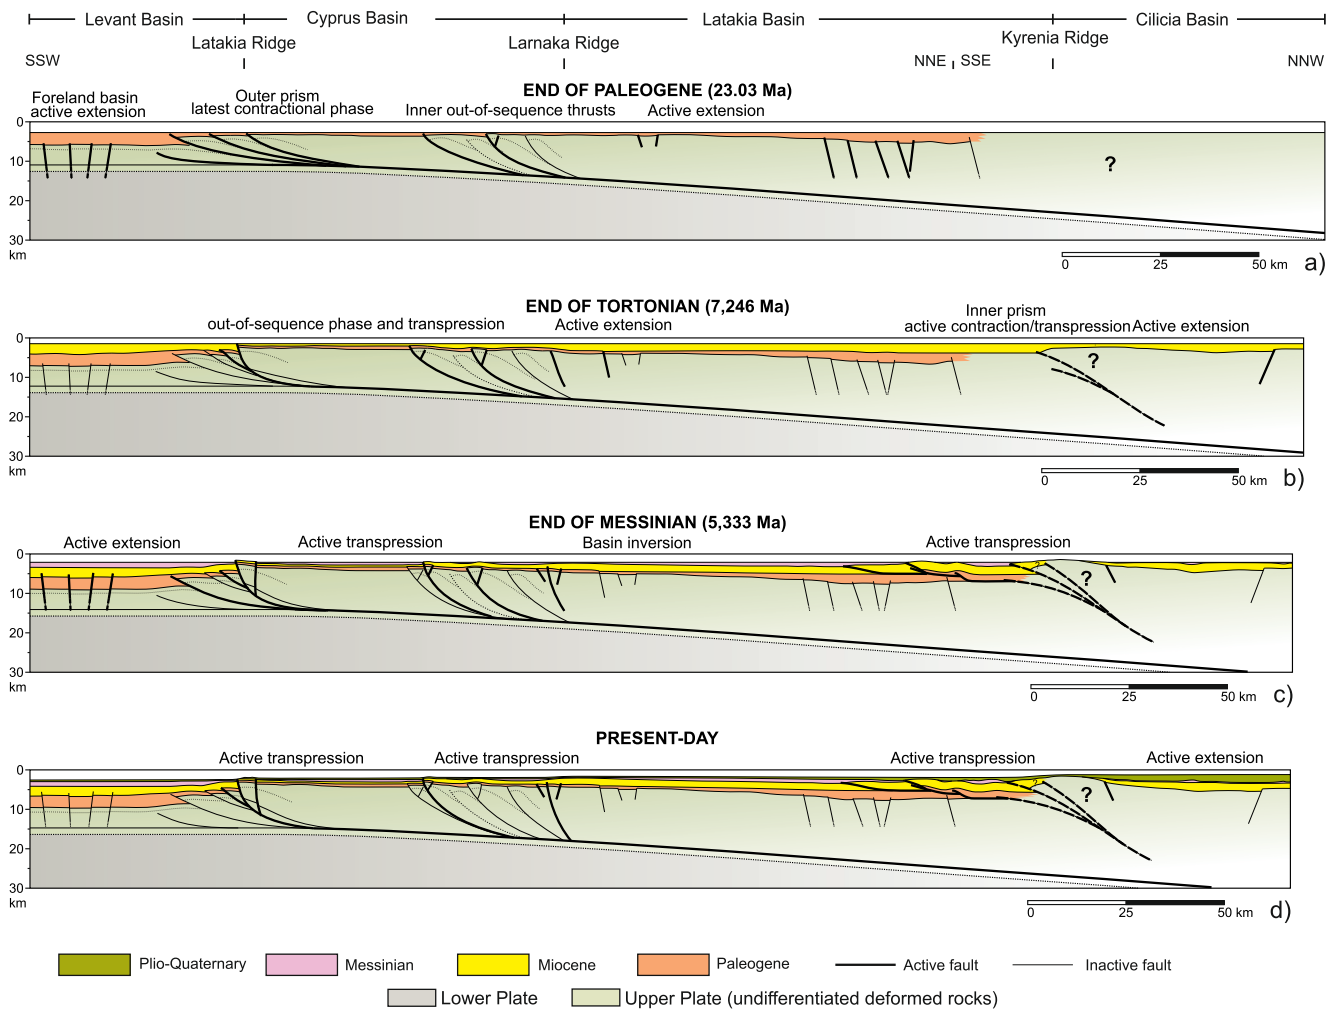 Levant Basin
Cyprus Basin
Latakia Basin
Cilicia Basin
Latakia Ridge
Larnaka Ridge
Kyrenia Ridge
SSW
NNE
SSE
NNW
END OF PALEOGENE (23.03 Ma)
Foreland basin
active extension
Outer prism
latest contractional phase
Inner out-of-sequence thrusts
Active extension
0
10
20
30
km
?
0
25
50 km
a)
END OF TORTONIAN (7,246 Ma)
out-of-sequence phase and transpression
Active extension
Inner prism
active contraction/transpression
Active extension
0
10
20
30
km
?
0
25
50 km
b)
END OF MESSINIAN (5,333 Ma)
Active extension
Active transpression
Basin inversion
Active transpression
0
10
20
30
km
?
0
25
50 km
c)
PRESENT-DAY
Active transpression
Active transpression
Active transpression
Active extension
0
10
20
30
km
?
0
25
50 km
d)
Plio-Quaternary
Messinian
Miocene
Paleogene
Active fault
Inactive fault
Lower Plate
Upper Plate (undifferentiated deformed rocks)